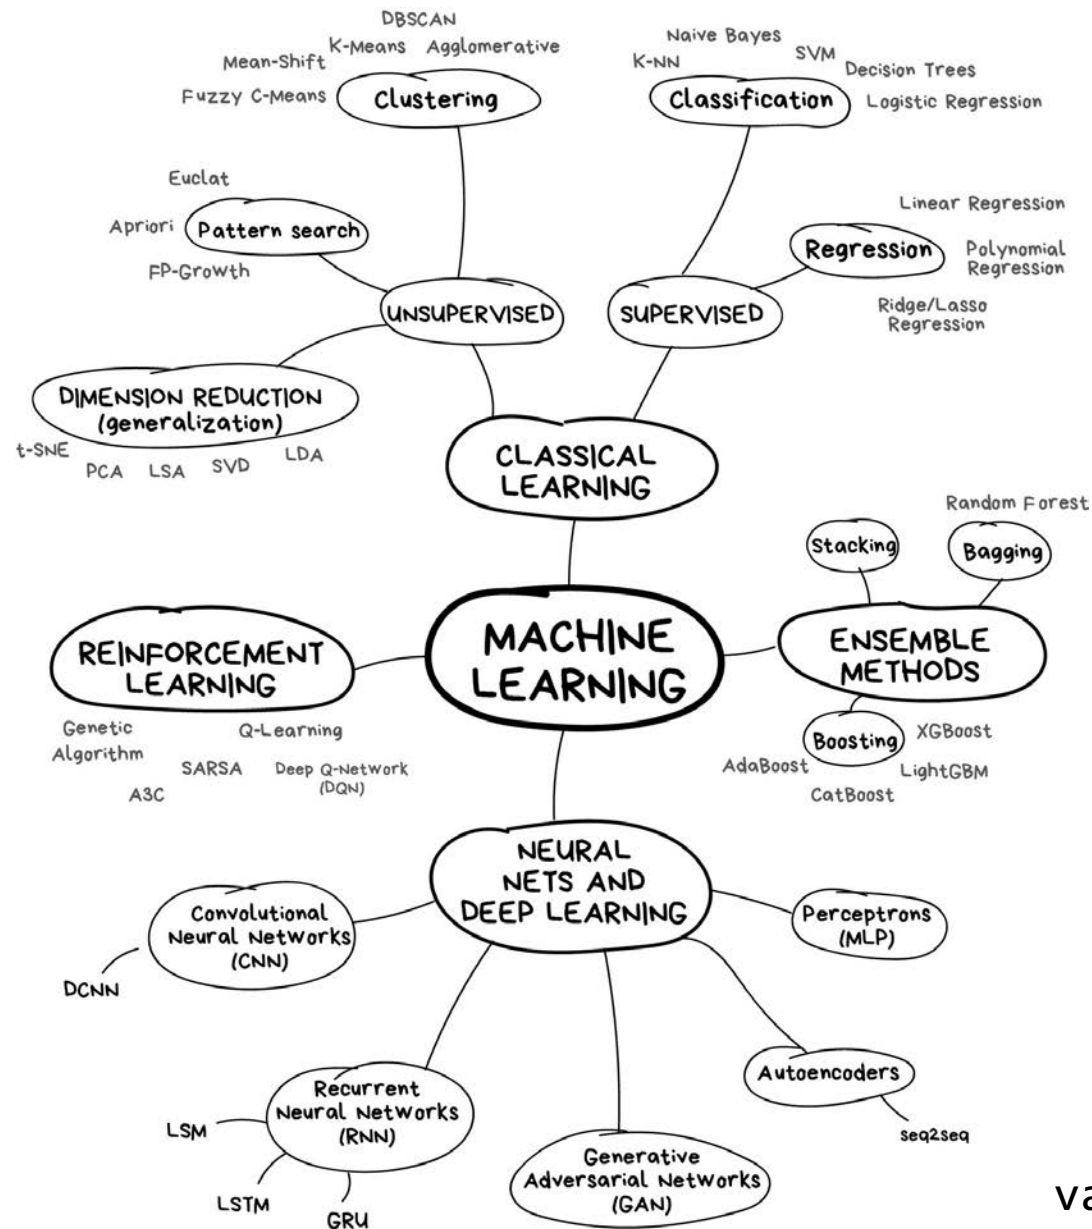 DBSCAN
K-Means
Agglomerative
Mean-Shift
Fuzzy C-Means
Clustering
Naive Bayes
K-NN
SVM
Decision Trees
Classification
Logistic Regression
Euclat
Apriori
Pattern search
FP-Growth
Linear Regression
Regression
Polynomial
Regression
Ridge/Lasso
Regression
UNSUPERVISED
SUPERVISED
DIMENSION REDUCTION
(generalization)
t-SNE
PCA
LSA
SVD
LDA
CLASSICAL
LEARNING
Random Forest
Stacking
Bagging
MACHINE
LEARNING
REINFORCEMENT
LEARNING
Genetic
Algorithm
Q-Learning
SARSA
Deep Q-Network
(DQN)
A3C
ENSEMBLE
METHODS
Boosting
XGBoost
AdaBoost
LightGBM
CatBoost
NEURAL
NETS AND
DEEP LEARNING
Convolutional
Neural Networks
(CNN)
DCNN
Perceptrons
(MLP)
Recurrent
Neural Networks
(RNN)
LSM
LSTM
GRU
Generative
Adversarial Networks
(GAN)
Autoencoders
seq2seq
va